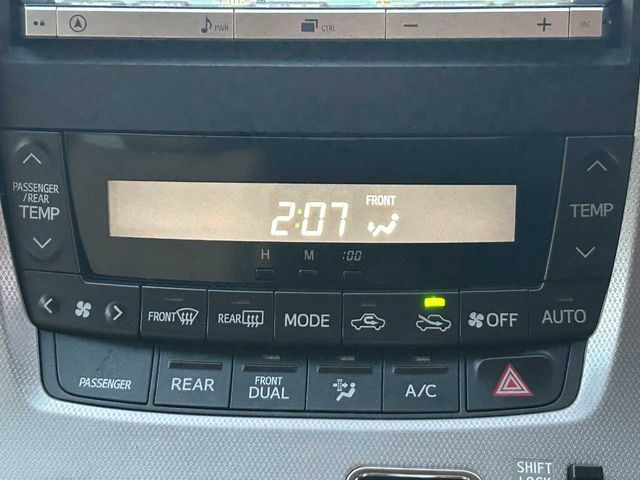 PWR CTRL − +
PASSENGER
/REAR
TEMP
2:07 FRONT
TEMP
H M :00
FRONT REAR MODE OFF AUTO
PASSENGER REAR FRONT
DUAL A/C
SHIFT
LOCK